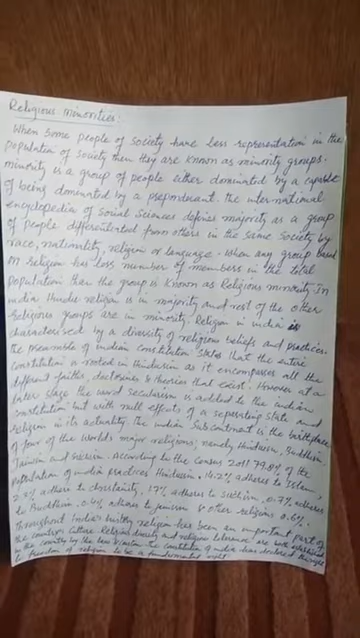 Religious Minorities:
When some people of society have less representation in the
population of society then they are known as minority groups.
minority is a group of people either dominated by a capable
of being dominated by a preponderant. the international
encyclopedia of Social Sciences defines majority as a group
of people differentiated from others in the same society by
race, nationality, religion or language. When any group based
on religion has less number of members in the total
population then the group is known as Religious minority. In
india Hindu religion is in majority and rest of the other
religious groups are in minority. Religion in india is
characterised by a diversity of religious beliefs and practices.
the preamble of indian constitution states that the entire
constitution is rooted in Hinduism as it encompasses all the
different faiths, doctrines & theories that exist. However at a
later stage the word secularism is added to the indian
constitution but with null effects of a separating state and
religion in its actuality. the indian Subcontinent is the birthplace
of four of the worlds major religions; namely Hinduism, Buddhism,
Jainism and Sikhism. According to the census 2011 79.8% of the
population of india practices Hinduism, 14.2% adheres to Islam,
2.3% adhere to christianity, 1.7% adheres to Sikhism, 0.7% adheres
to Buddhism, 0.4% adheres to jainism & other religions 0.6%.
throughout India's history religion has been an important part of
the country's culture. Religious diversity and religious tolerance are both established
in the country by the law the constitution of india has declared the right
to freedom of religion to be a fundamental right.